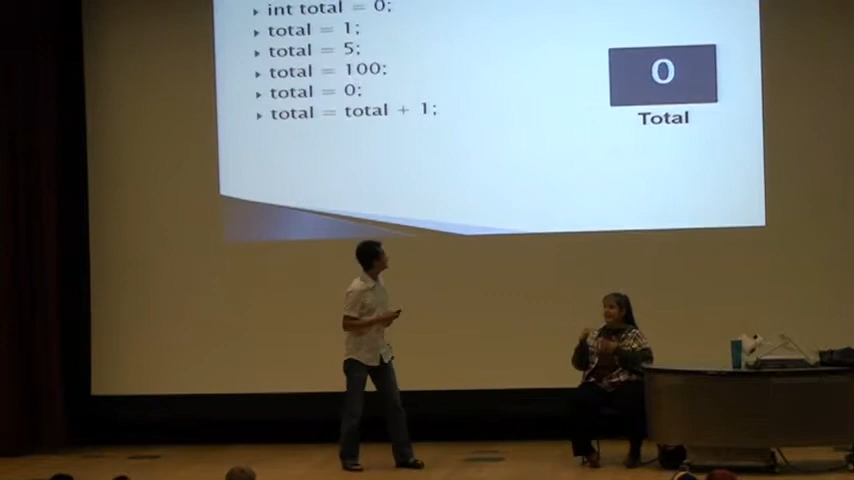 int total = 0;
total = 1;
total = 5;
total = 100;
total = 0;
total = total + 1;
0
Total